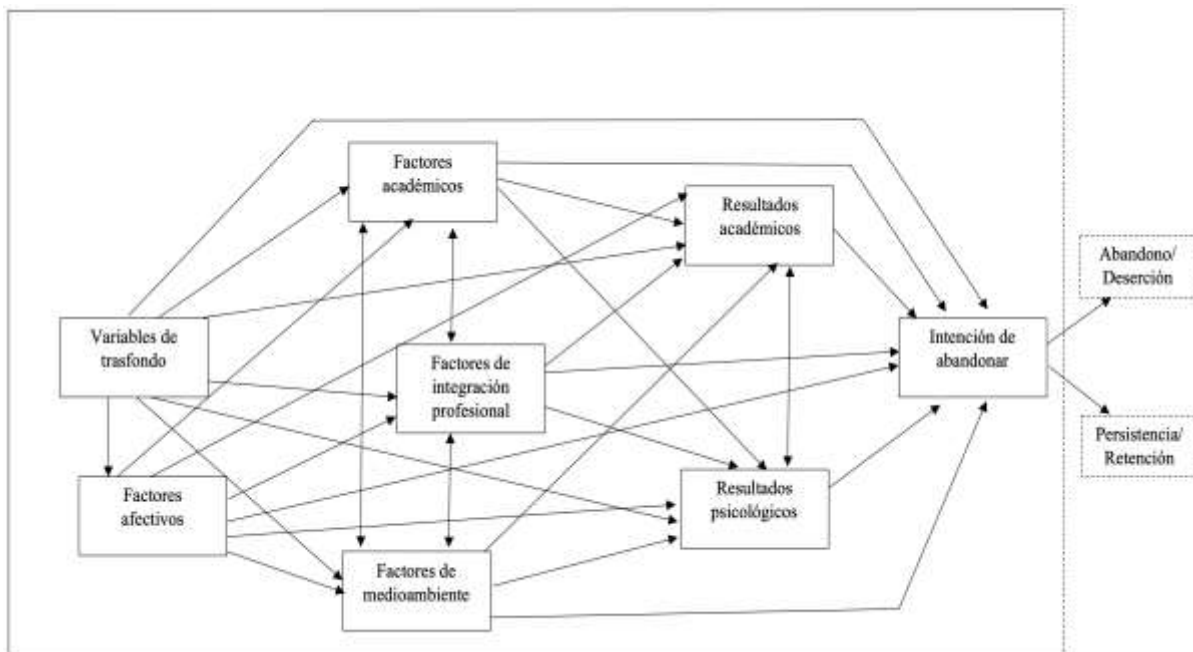 Factores
académicos
Resultados
académicos
Abandono/
Deserción
Variables de
trasfondo
Factores de
integración
profesional
Intención de
abandonar
Persistencia/
Retención
Factores
afectivos
Resultados
psicológicos
Factores de
medioambiente